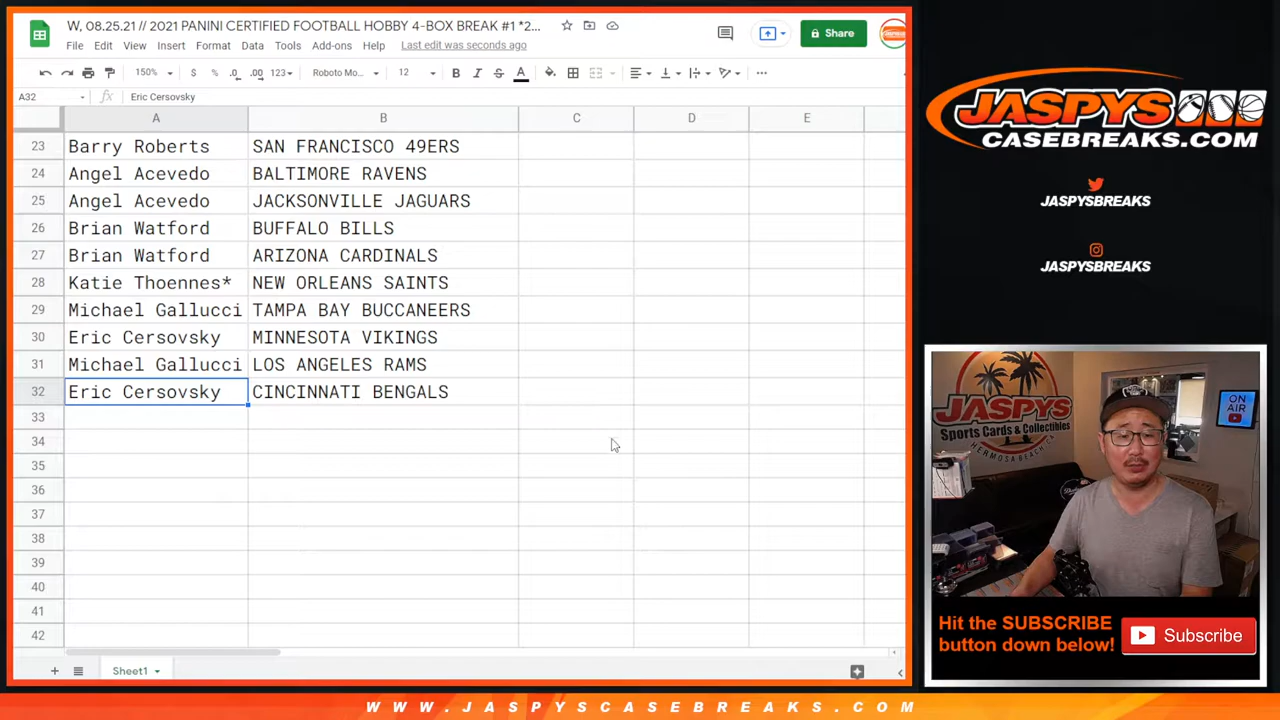 W, 08.25.21 // 2021 PANINI CERTIFIED FOOTBALL HOBBY 4-BOX BREAK #1 *2...
File Edit View Insert Format Data Tools Add-ons Help Last edit was seconds ago
Share
150% $ % .0 .00 123 Roboto Mo... 12 B I S A
A32 fx Eric Cersovsky
A B C D E
23 Barry Roberts SAN FRANCISCO 49ERS
24 Angel Acevedo BALTIMORE RAVENS
25 Angel Acevedo JACKSONVILLE JAGUARS
26 Brian Watford BUFFALO BILLS
27 Brian Watford ARIZONA CARDINALS
28 Katie Thoennes* NEW ORLEANS SAINTS
29 Michael Gallucci TAMPA BAY BUCCANEERS
30 Eric Cersovsky MINNESOTA VIKINGS
31 Michael Gallucci LOS ANGELES RAMS
32 Eric Cersovsky CINCINNATI BENGALS
33
34
35
36
37
38
39
40
41
42
Sheet1
JASPYS
CASEBREAKS.COM
JASPYSBREAKS
JASPYSBREAKS
JASPYS
Sports Cards & Collectibles
HERMOSA BEACH, CA
ON AIR
Hit the SUBSCRIBE
button down below!
Subscribe
WWW.JASPYSCASEBREAKS.COM